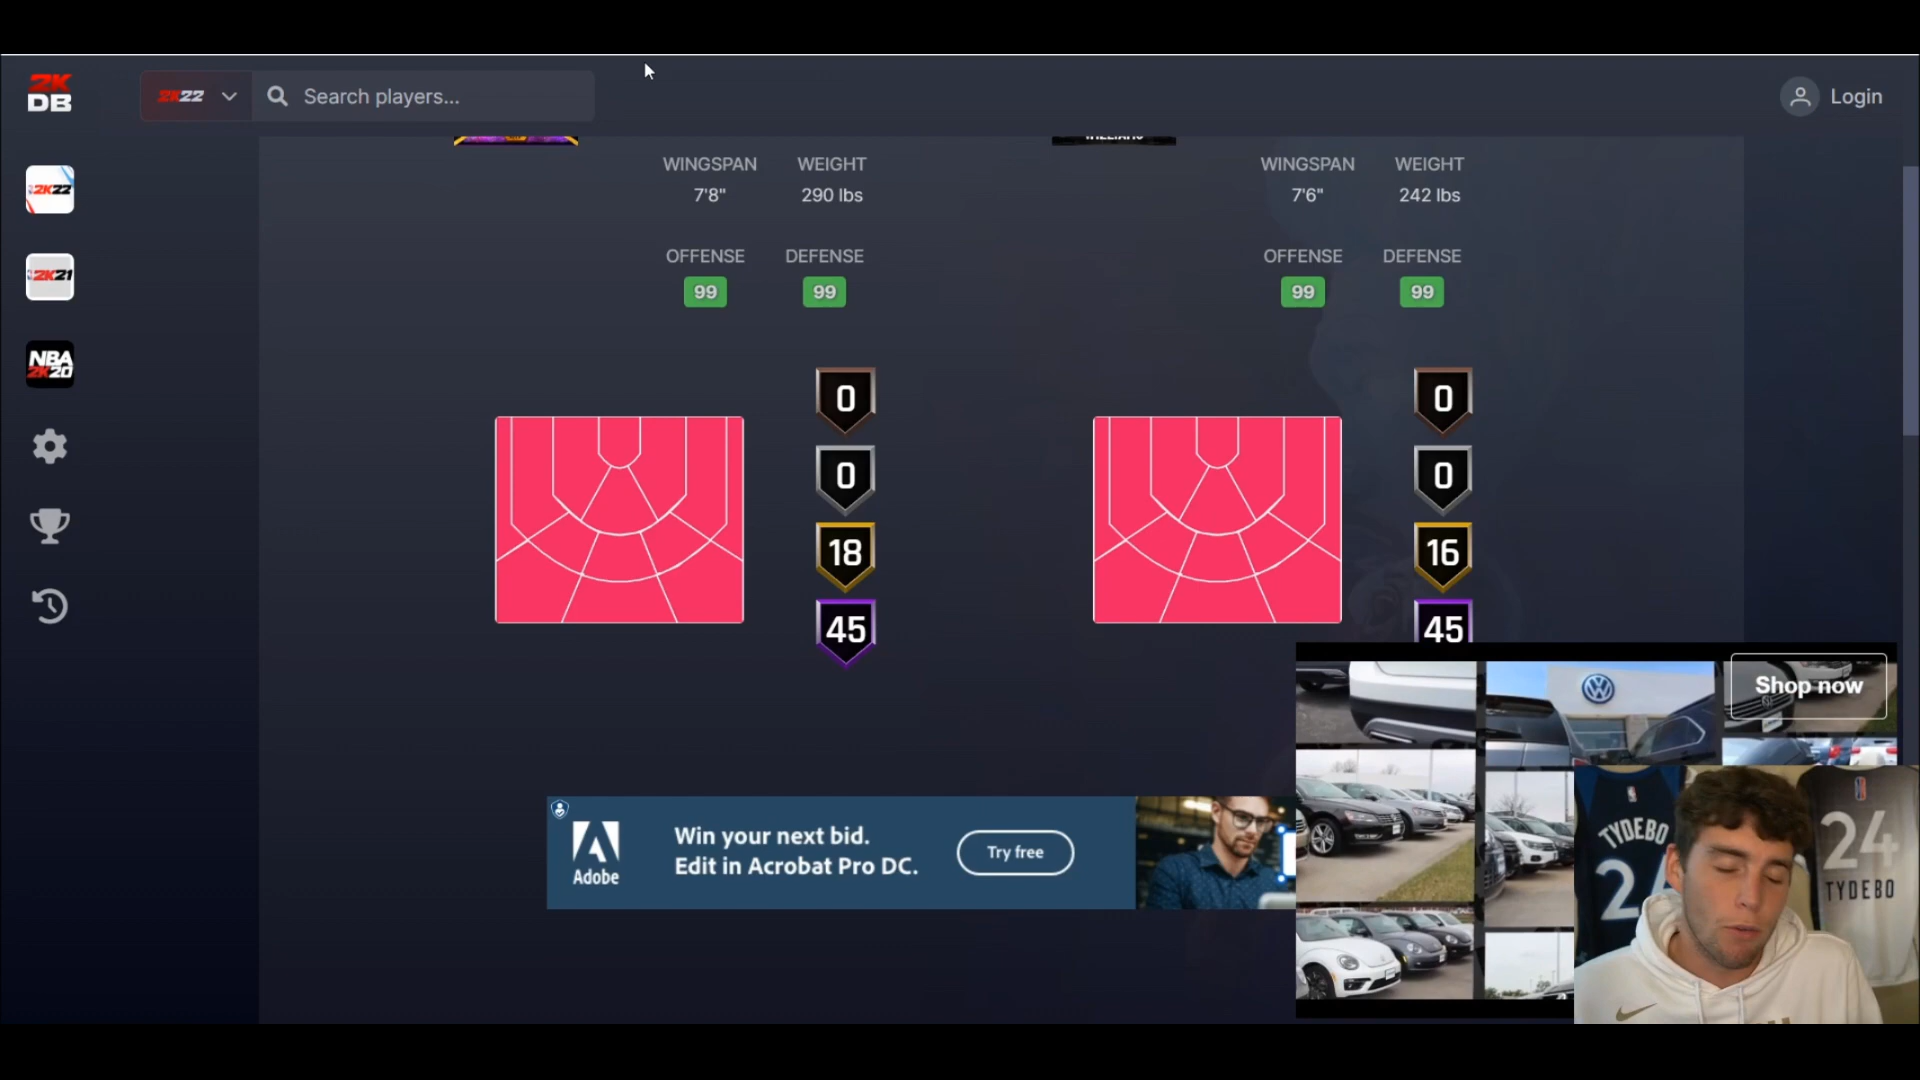 2K
DB
2K22
Search players...
Login
WINGSPAN
WEIGHT
7'8"
290 lbs
WINGSPAN
WEIGHT
7'6"
242 lbs
2K22
OFFENSE
DEFENSE
99
99
OFFENSE
DEFENSE
99
99
2K21
NBA
2K20
0
0
18
45
0
0
16
45
Shop now
Win your next bid.
Edit in Acrobat Pro DC.
Try free
Adobe
TYDEBO
24
TYDEBO